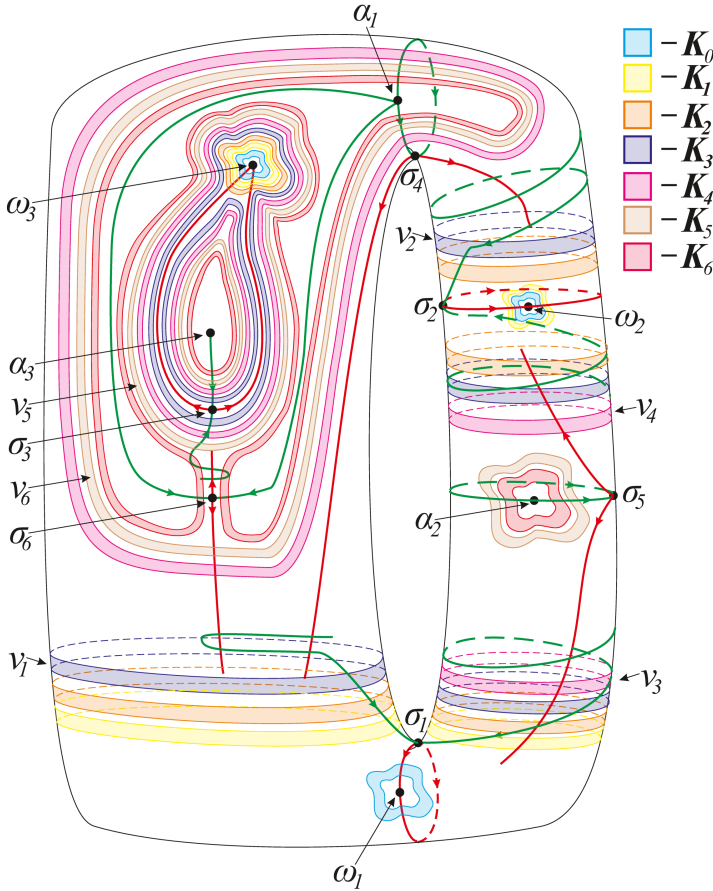 α₁
– K₀
– K₁
– K₂
– K₃
– K₄
– K₅
– K₆
ω₃
σ₄
ν₂
σ₂
ω₂
α₃
ν₅
ν₄
σ₃
ν₆
α₂
σ₅
σ₆
ν₁
ν₃
σ₁
ω₁